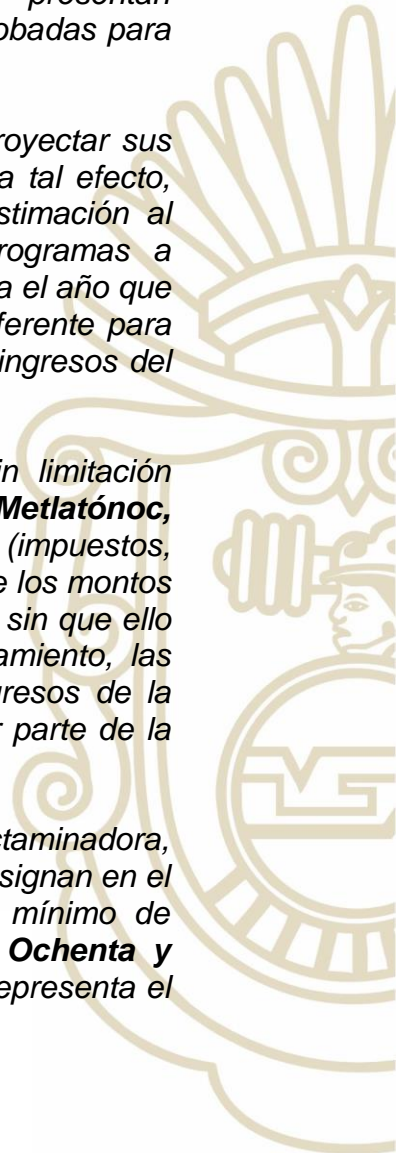 presentan
obadas para
royectar sus
a tal efecto,
stimación al
rogramas a
a el año que
ferente para
ingresos del
in limitación
Metlatónoc,
(impuestos,
e los montos
sin que ello
amiento, las
resos de la
r parte de la
ctaminadora,
signan en el
mínimo de
Ochenta y
epresenta el